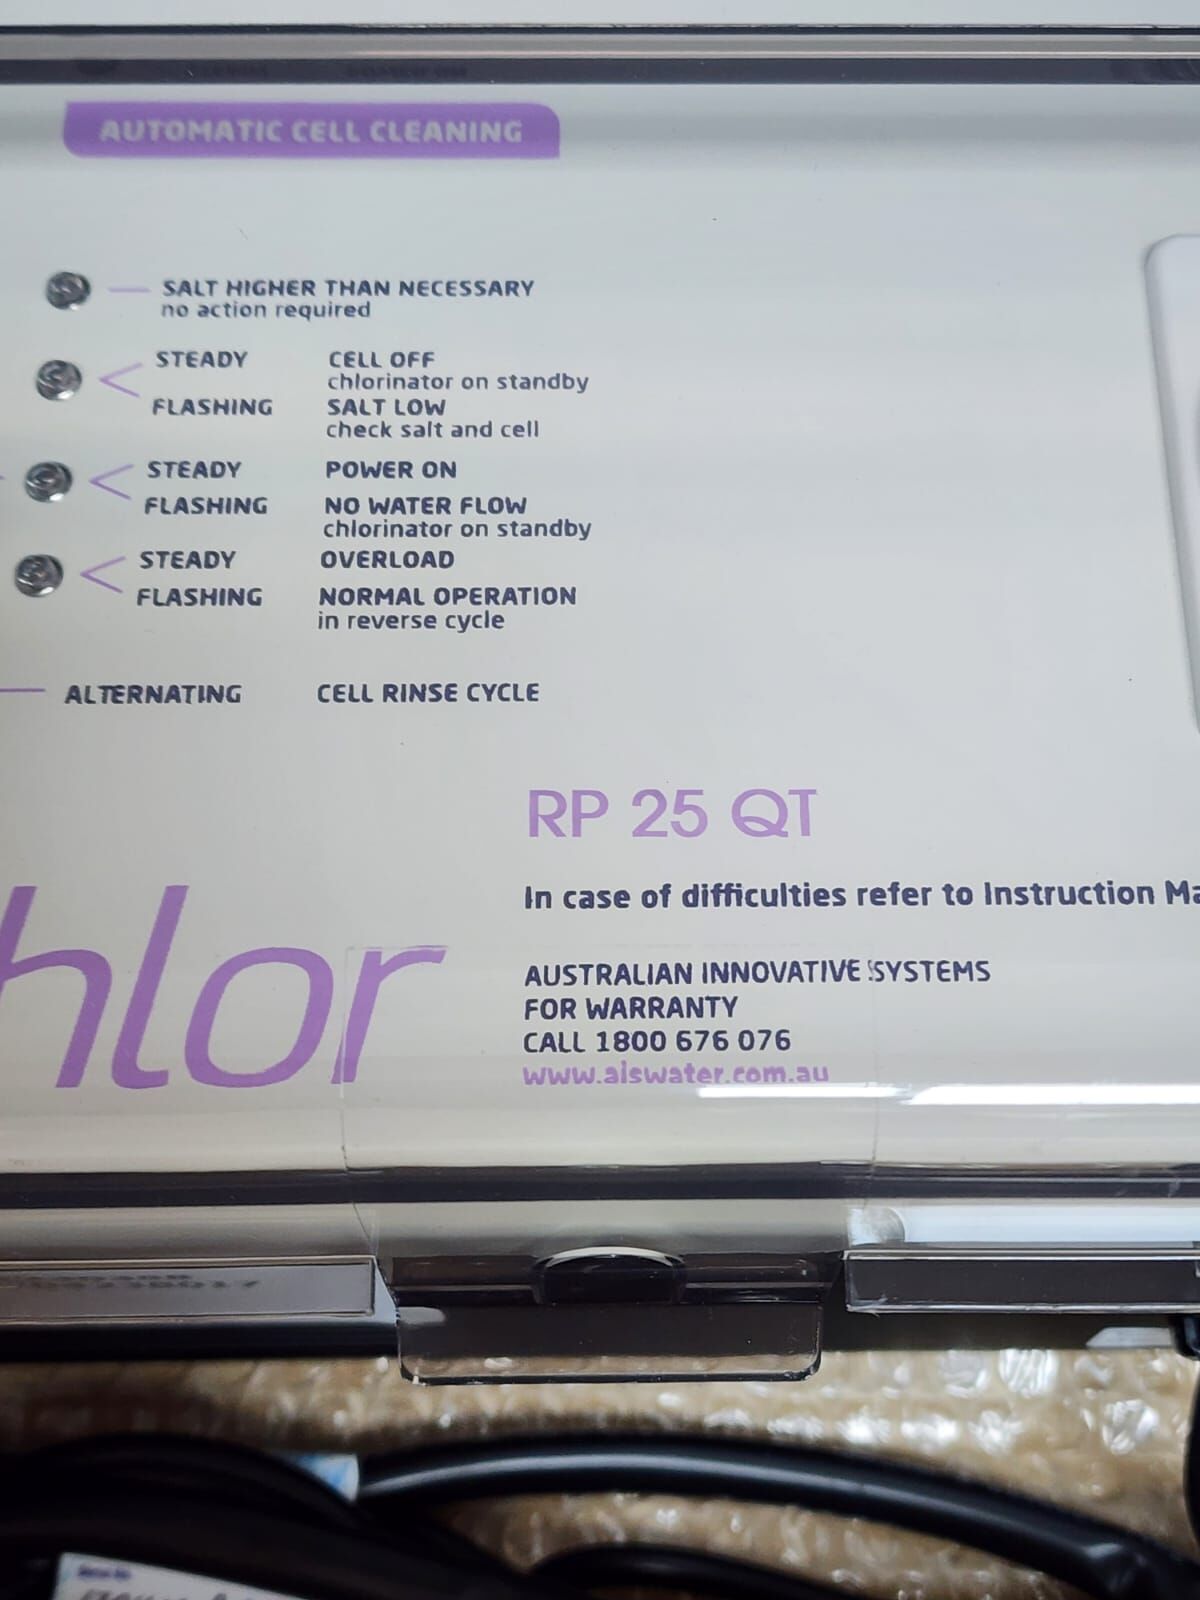 AUTOMATIC CELL CLEANING
SALT HIGHER THAN NECESSARY
no action required
STEADY CELL OFF
chlorinator on standby
FLASHING SALT LOW
check salt and cell
STEADY POWER ON
FLASHING NO WATER FLOW
chlorinator on standby
STEADY OVERLOAD
FLASHING NORMAL OPERATION
in reverse cycle
ALTERNATING CELL RINSE CYCLE
RP 25 QT
In case of difficulties refer to Instruction Ma
hlor
AUSTRALIAN INNOVATIVE SYSTEMS
FOR WARRANTY
CALL 1800 676 076
www.aiswater.com.au